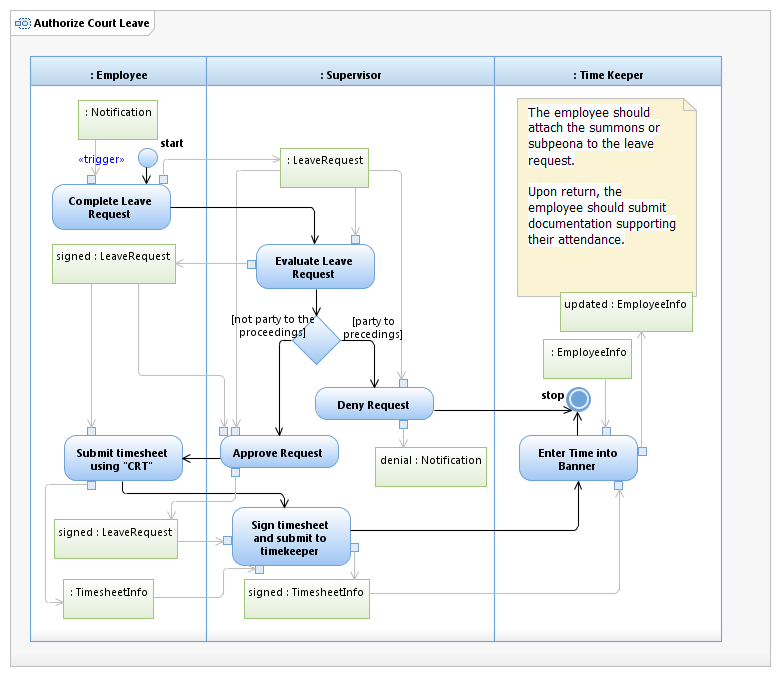 Authorize Court Leave
: Employee
: Supervisor
: Time Keeper
: Notification
start
«trigger»
: LeaveRequest
The employee should
attach the summons or
subpeona to the leave
request.
Upon return, the
employee should submit
documentation supporting
their attendance.
Complete Leave
Request
signed : LeaveRequest
Evaluate Leave
Request
updated : EmployeeInfo
[not party to the
proceedings]
[party to
precedings]
: EmployeeInfo
stop
Deny Request
Submit timesheet
using "CRT"
Approve Request
denial : Notification
Enter Time into
Banner
signed : LeaveRequest
Sign timesheet
and submit to
timekeeper
: TimesheetInfo
signed : TimesheetInfo